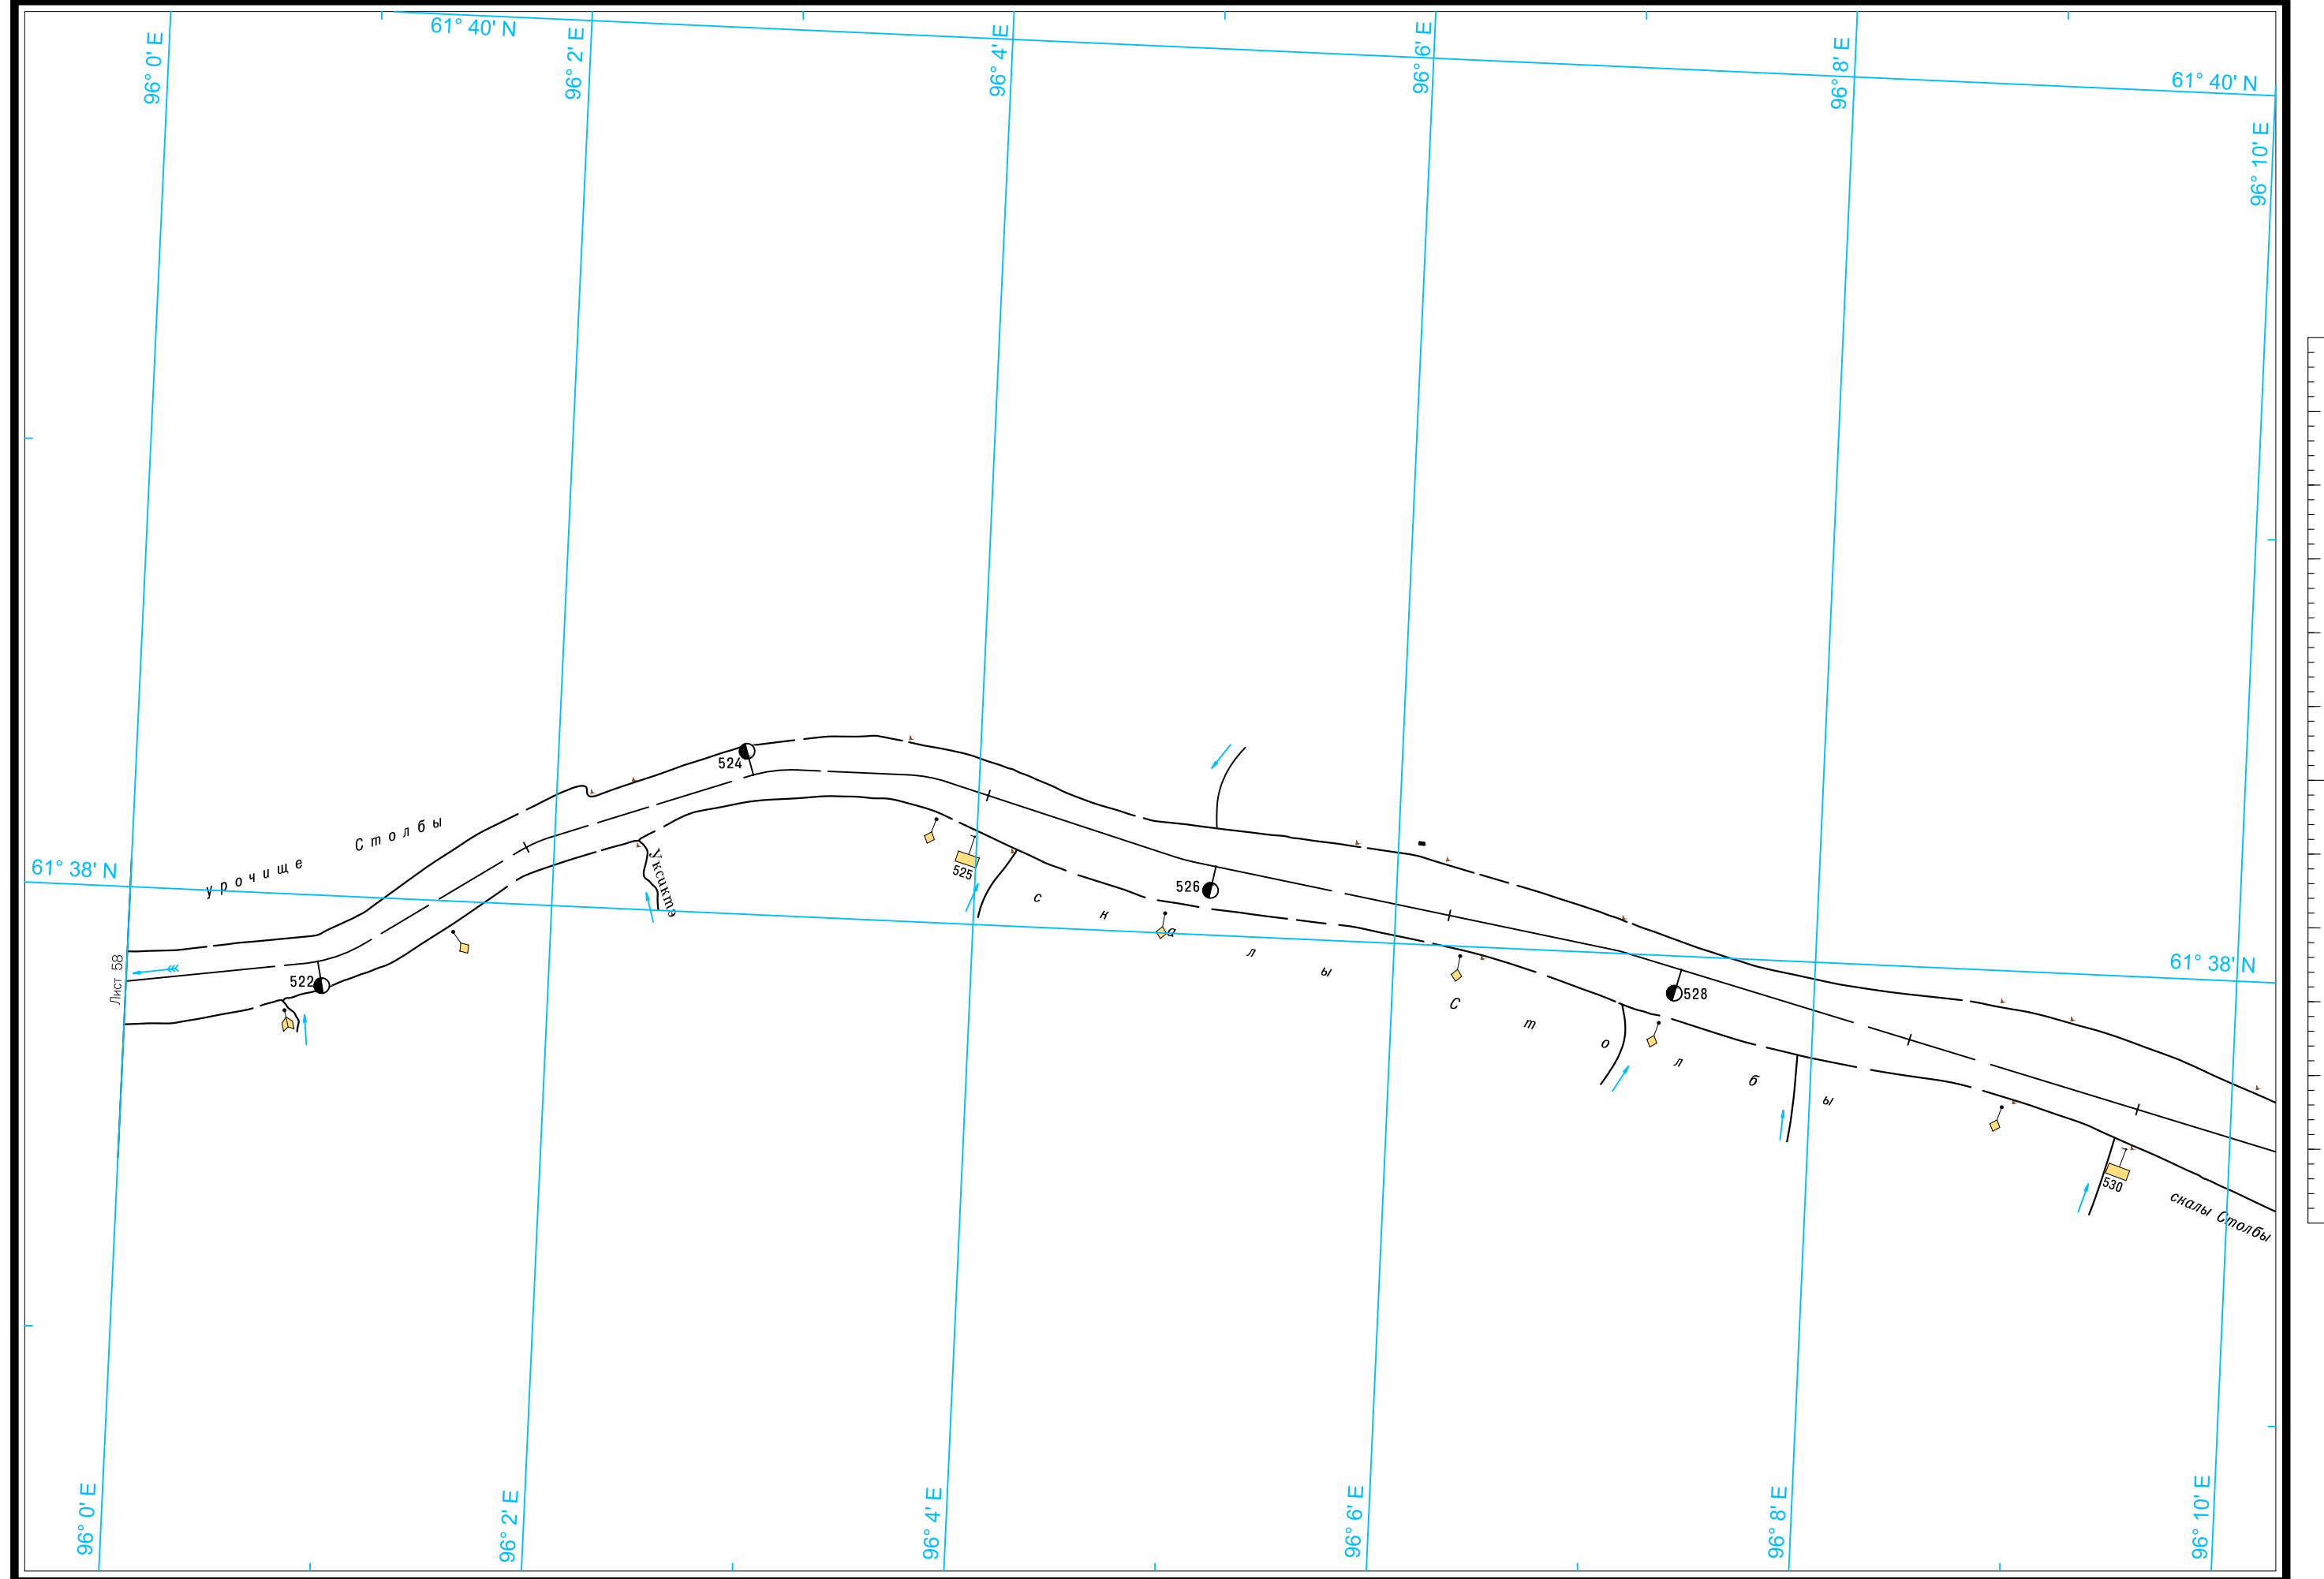 61° 40' N
96° 0' E
96° 2' E
96° 4' E
96° 6' E
96° 8' E
61° 40' N
96° 10' E
524
урочище Столбы
61° 38' N
Уксиктэ
525
526
скалы Столбы
522
Лист 58
61° 38' N
528
530
скалы Столбы
96° 0' E
96° 2' E
96° 4' E
96° 6' E
96° 8' E
96° 10' E